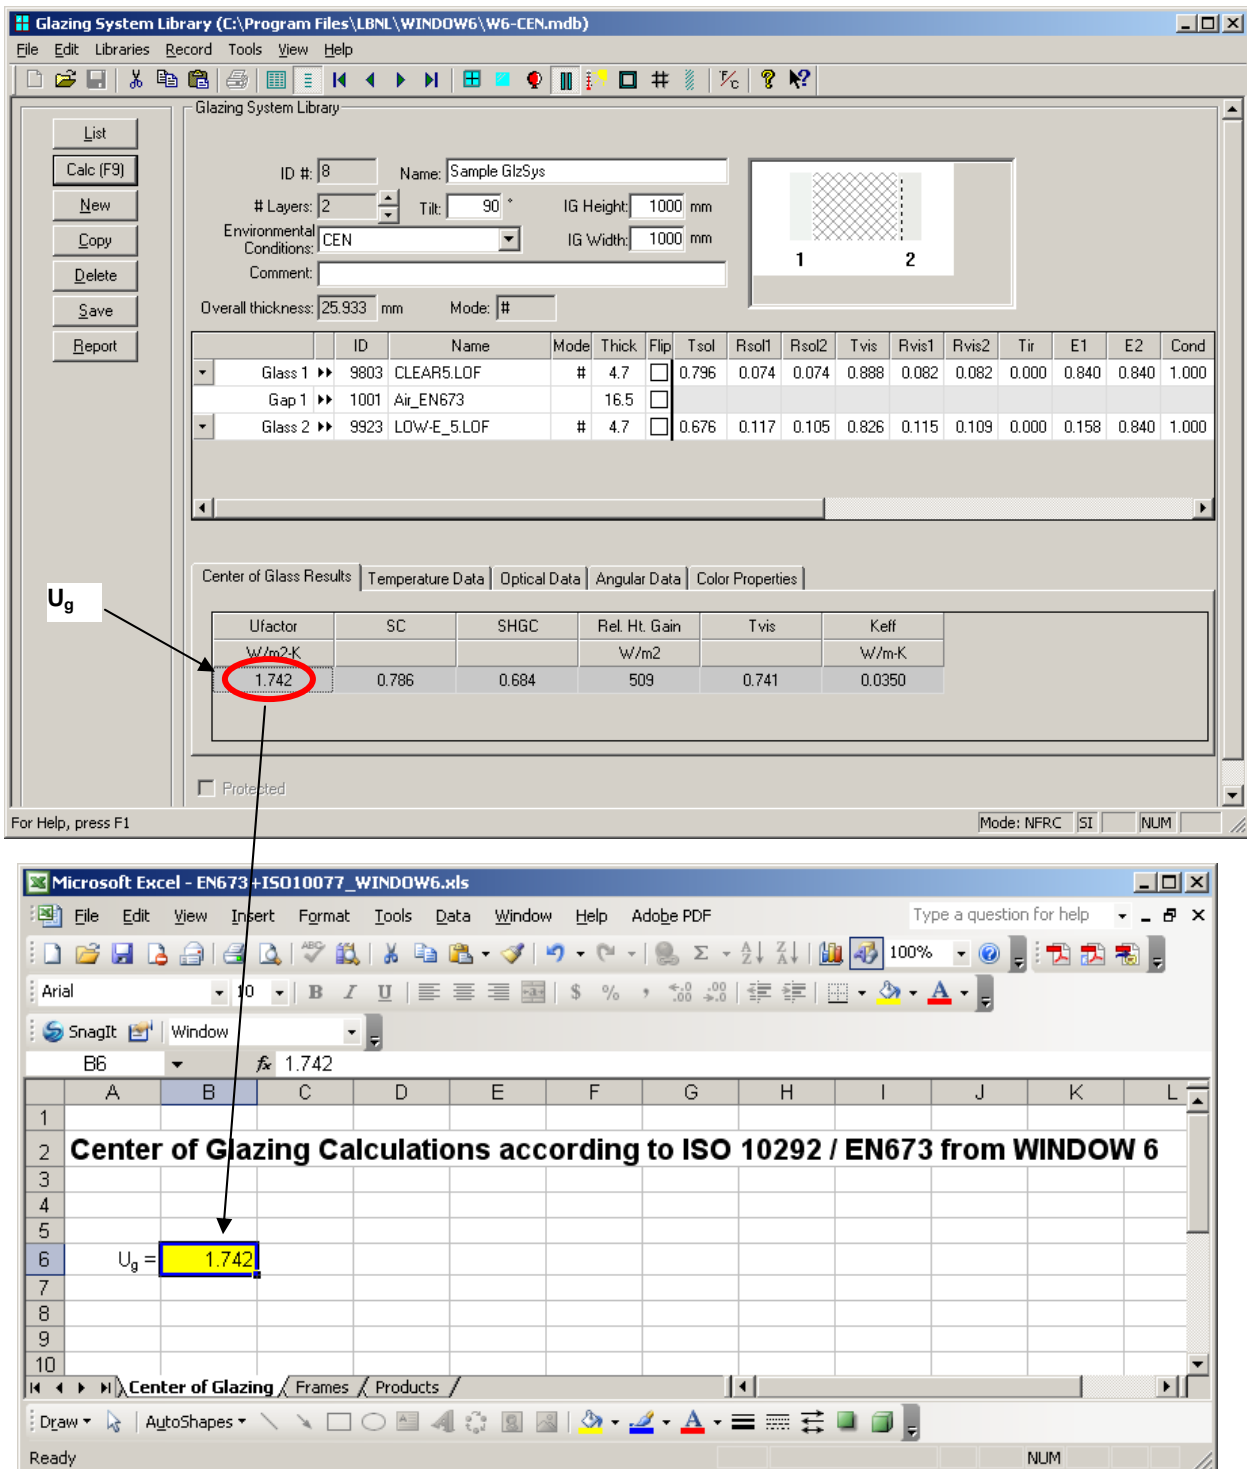 Glazing System Library (C:\Program Files\LBNL\WINDOW6\W6-CEN.mdb)
File Edit Libraries Record Tools View Help
Glazing System Library
List
Calc (F9)
New
Copy
Delete
Save
Report
ID #: 8 Name: Sample GlzSys
# Layers: 2 Tilt: 90 ° IG Height: 1000 mm
Environmental Conditions: CEN IG Width: 1000 mm
Comment:
Overall thickness: 25.933 mm Mode: #
1 2
ID Name Mode Thick Flip Tsol Rsol1 Rsol2 Tvis Rvis1 Rvis2 Tir E1 E2 Cond
Glass 1 9803 CLEAR5.LOF # 4.7 0.796 0.074 0.074 0.888 0.082 0.082 0.000 0.840 0.840 1.000
Gap 1 1001 Air_EN673 16.5
Glass 2 9923 LOW-E_5.LOF # 4.7 0.676 0.117 0.105 0.826 0.115 0.109 0.000 0.158 0.840 1.000
Center of Glass Results Temperature Data Optical Data Angular Data Color Properties
Ug
Ufactor SC SHGC Rel. Ht. Gain Tvis Keff
W/m2-K W/m2 W/m-K
1.742 0.786 0.684 509 0.741 0.0350
Protected
For Help, press F1 Mode: NFRC SI NUM
Microsoft Excel - EN673+ISO10077_WINDOW6.xls
File Edit View Insert Format Tools Data Window Help Adobe PDF Type a question for help
100%
Arial 10 B I U $ % ,
SnagIt Window
B6 fx 1.742
A B C D E F G H I J K L
1
2 Center of Glazing Calculations according to ISO 10292 / EN673 from WINDOW 6
3
4
5
6 Ug = 1.742
7
8
9
10
Center of Glazing Frames Products
Draw AutoShapes
Ready NUM